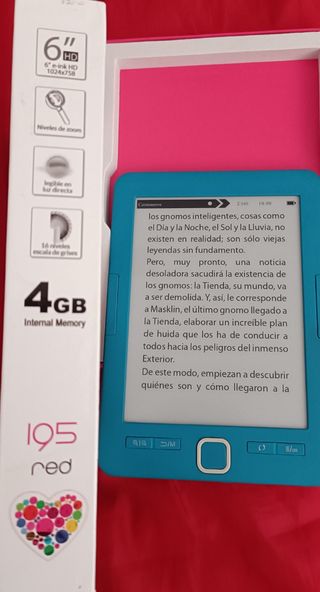 6"
HD
6" e-ink HD
1024x758
Niveles de zoom
legible en
luz directa
16 niveles
escala de grises
4GB
Internal Memory
195
red
los gnomos inteligentes, cosas como
el Día y la Noche, el Sol y la Lluvia, no
existen en realidad; son sólo viejas
leyendas sin fundamento.
Pero, muy pronto, una noticia
desoladora sacudirá la existencia de
los gnomos: la Tienda, su mundo, va
a ser demolida. Y, así, le corresponde
a Masklin, el último gnomo llegado a
la Tienda, elaborar un increíble plan
de huida que los ha de conducir a
todos hacia los peligros del inmenso
Exterior.
De este modo, empiezan a descubrir
quiénes son y cómo llegaron a la